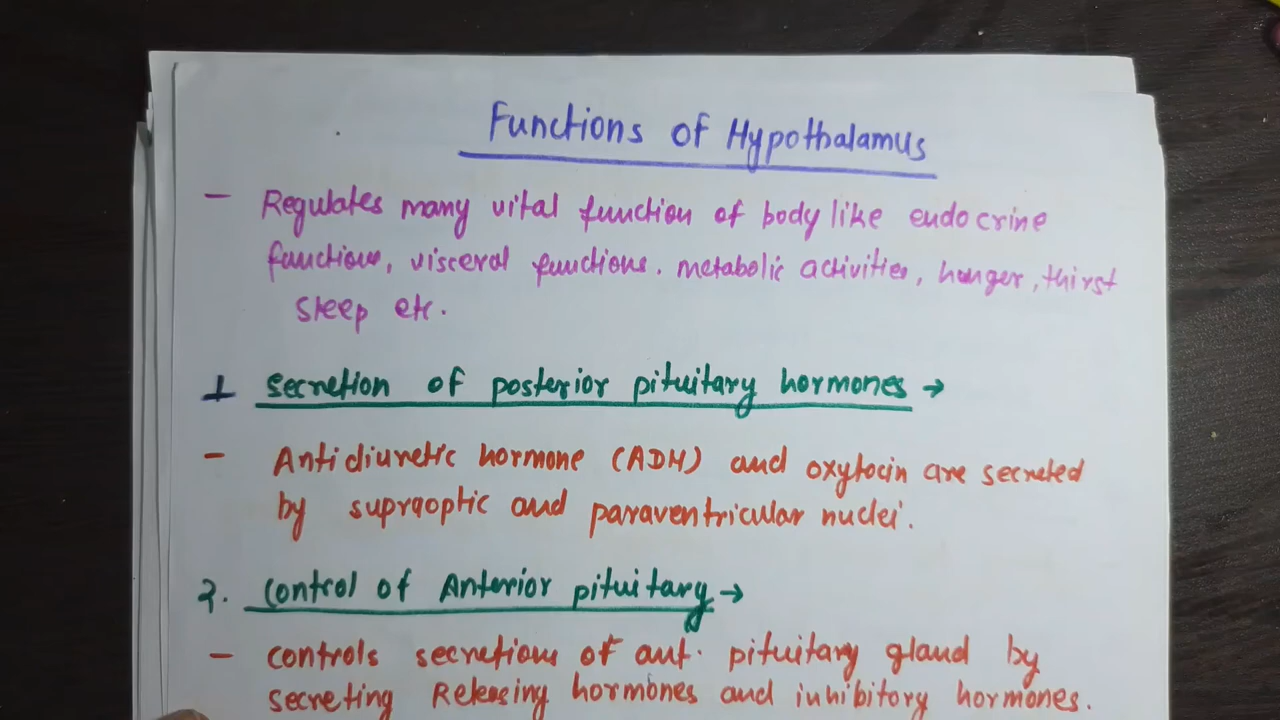 Functions of Hypothalamus
- Regulates many vital function of body like endocrine
functions, visceral functions. metabolic activities, hunger, thirst
sleep etc.
1 secretion of posterior pituitary hormones →
- Antidiuretic hormone (ADH) and oxytocin are secreted
by supraoptic and paraventricular nuclei.
2. Control of Anterior pituitary →
- controls secretions of ant. pituitary gland by
secreting Releasing hormones and inhibitory hormones.